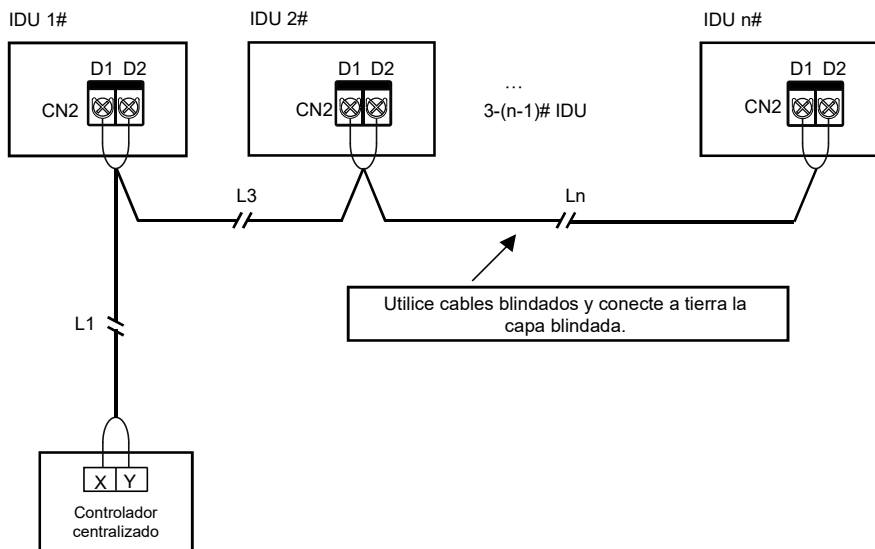 IDU 1#
IDU 2#
IDU n#
D1 D2
CN2
D1 D2
CN2
...
3-(n-1)# IDU
D1 D2
CN2
L3
Ln
Utilice cables blindados y conecte a tierra la
capa blindada.
L1
X Y
Controlador
centralizado